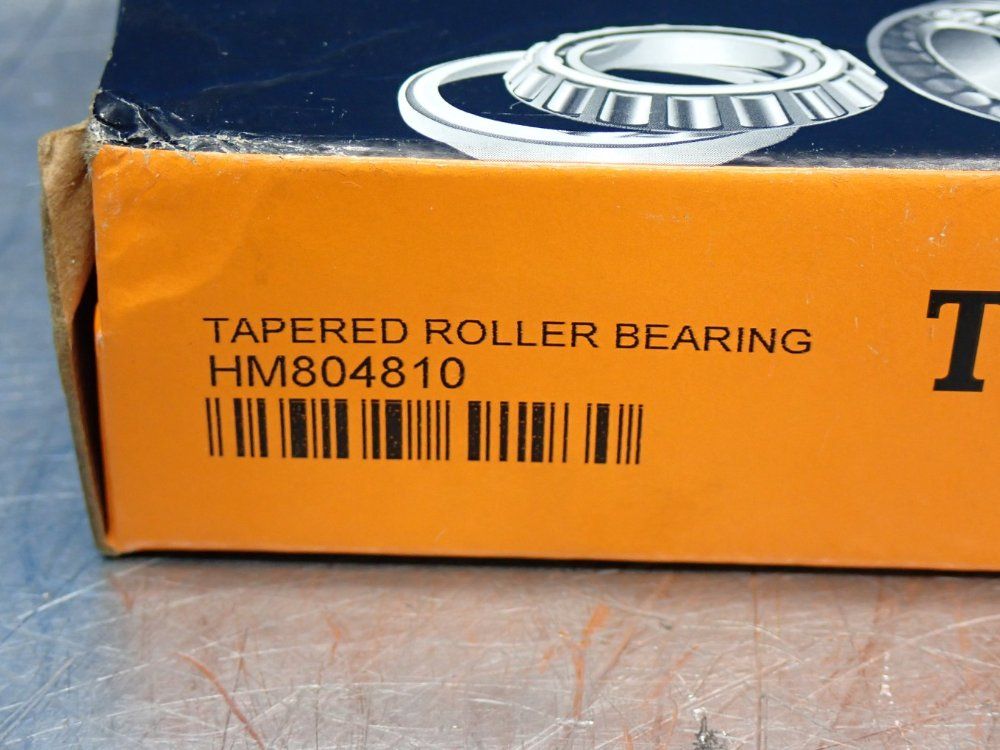 TAPERED ROLLER BEARING
HM804810
T